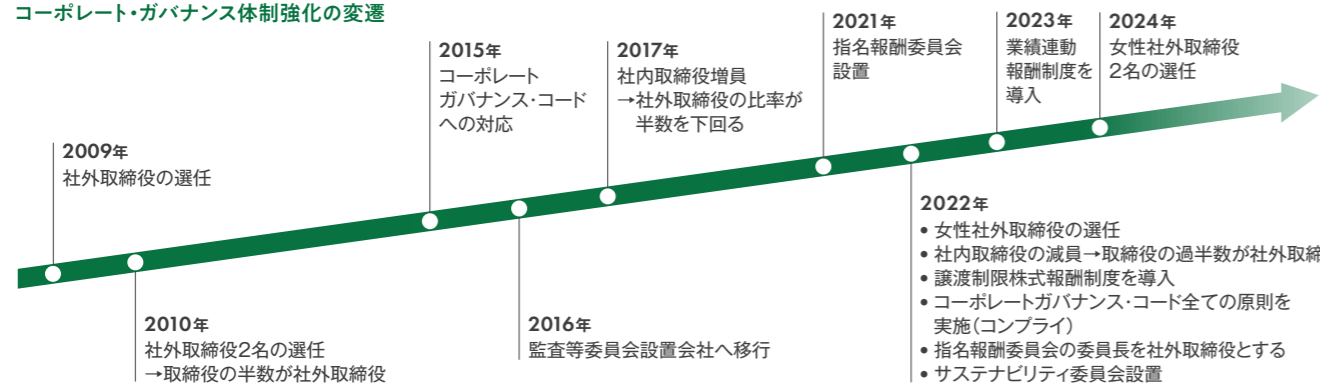 コーポレート・ガバナンス体制強化の変遷
2009年
社外取締役の選任
2010年
社外取締役2名の選任
→取締役の半数が社外取締役
2015年
コーポレート
ガバナンス・コード
への対応
2016年
監査等委員会設置会社へ移行
2017年
社内取締役増員
→社外取締役の比率が
半数を下回る
2021年
指名報酬委員会
設置
2022年
• 女性社外取締役の選任
• 社内取締役の減員→取締役の過半数が社外取締
• 譲渡制限株式報酬制度を導入
• コーポレートガバナンス・コード全ての原則を
実施(コンプライ)
• 指名報酬委員会の委員長を社外取締役とする
• サステナビリティ委員会設置
2023年
業績連動
報酬制度を
導入
2024年
女性社外取締役
2名の選任